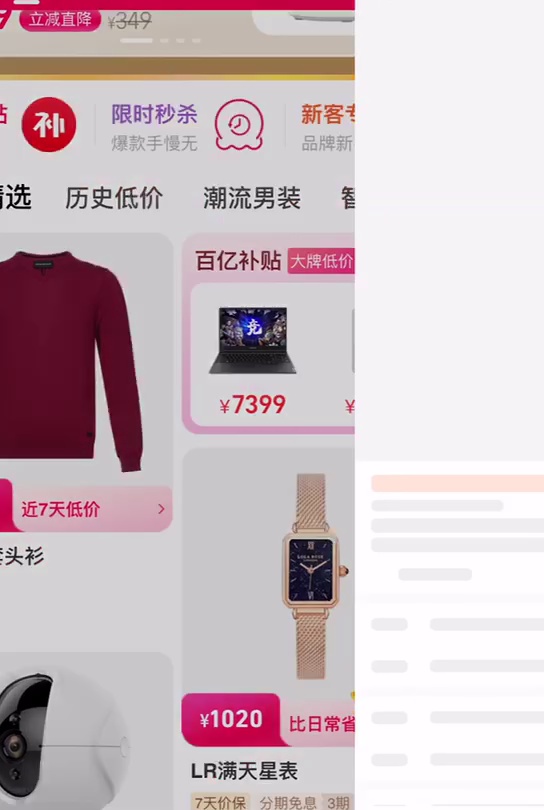 立减直降 ¥349
补
限时秒杀
爆款手慢无
新客专
品牌新
精选 历史低价 潮流男装
百亿补贴 大牌低价
竞
¥7399
¥
近7天低价
套头衫
LOLA ROSE
¥1020 比日常省
LR满天星表
7天价保 分期免息 3期